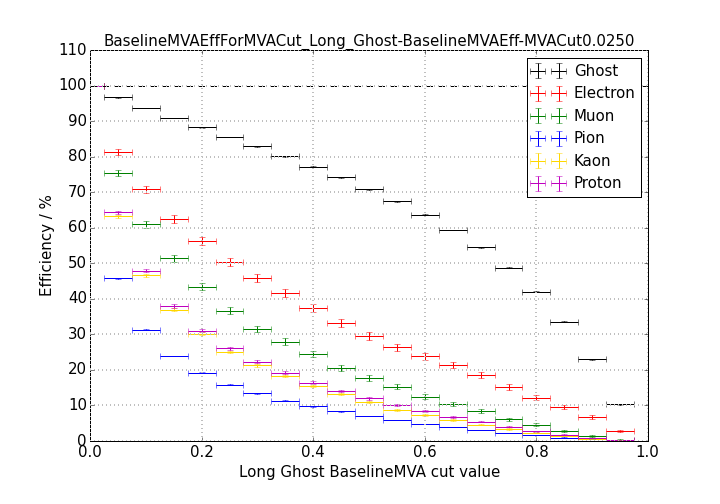 BaselineMVAEffForMVACut_Long_Ghost-BaselineMVAEff-MVACut0.0250
110
100
90
80
70
60
50
40
30
20
10
0
Efficiency / %
Ghost
Electron
Muon
Pion
Kaon
Proton
0.0 0.2 0.4 0.6 0.8 1.0
Long Ghost BaselineMVA cut value